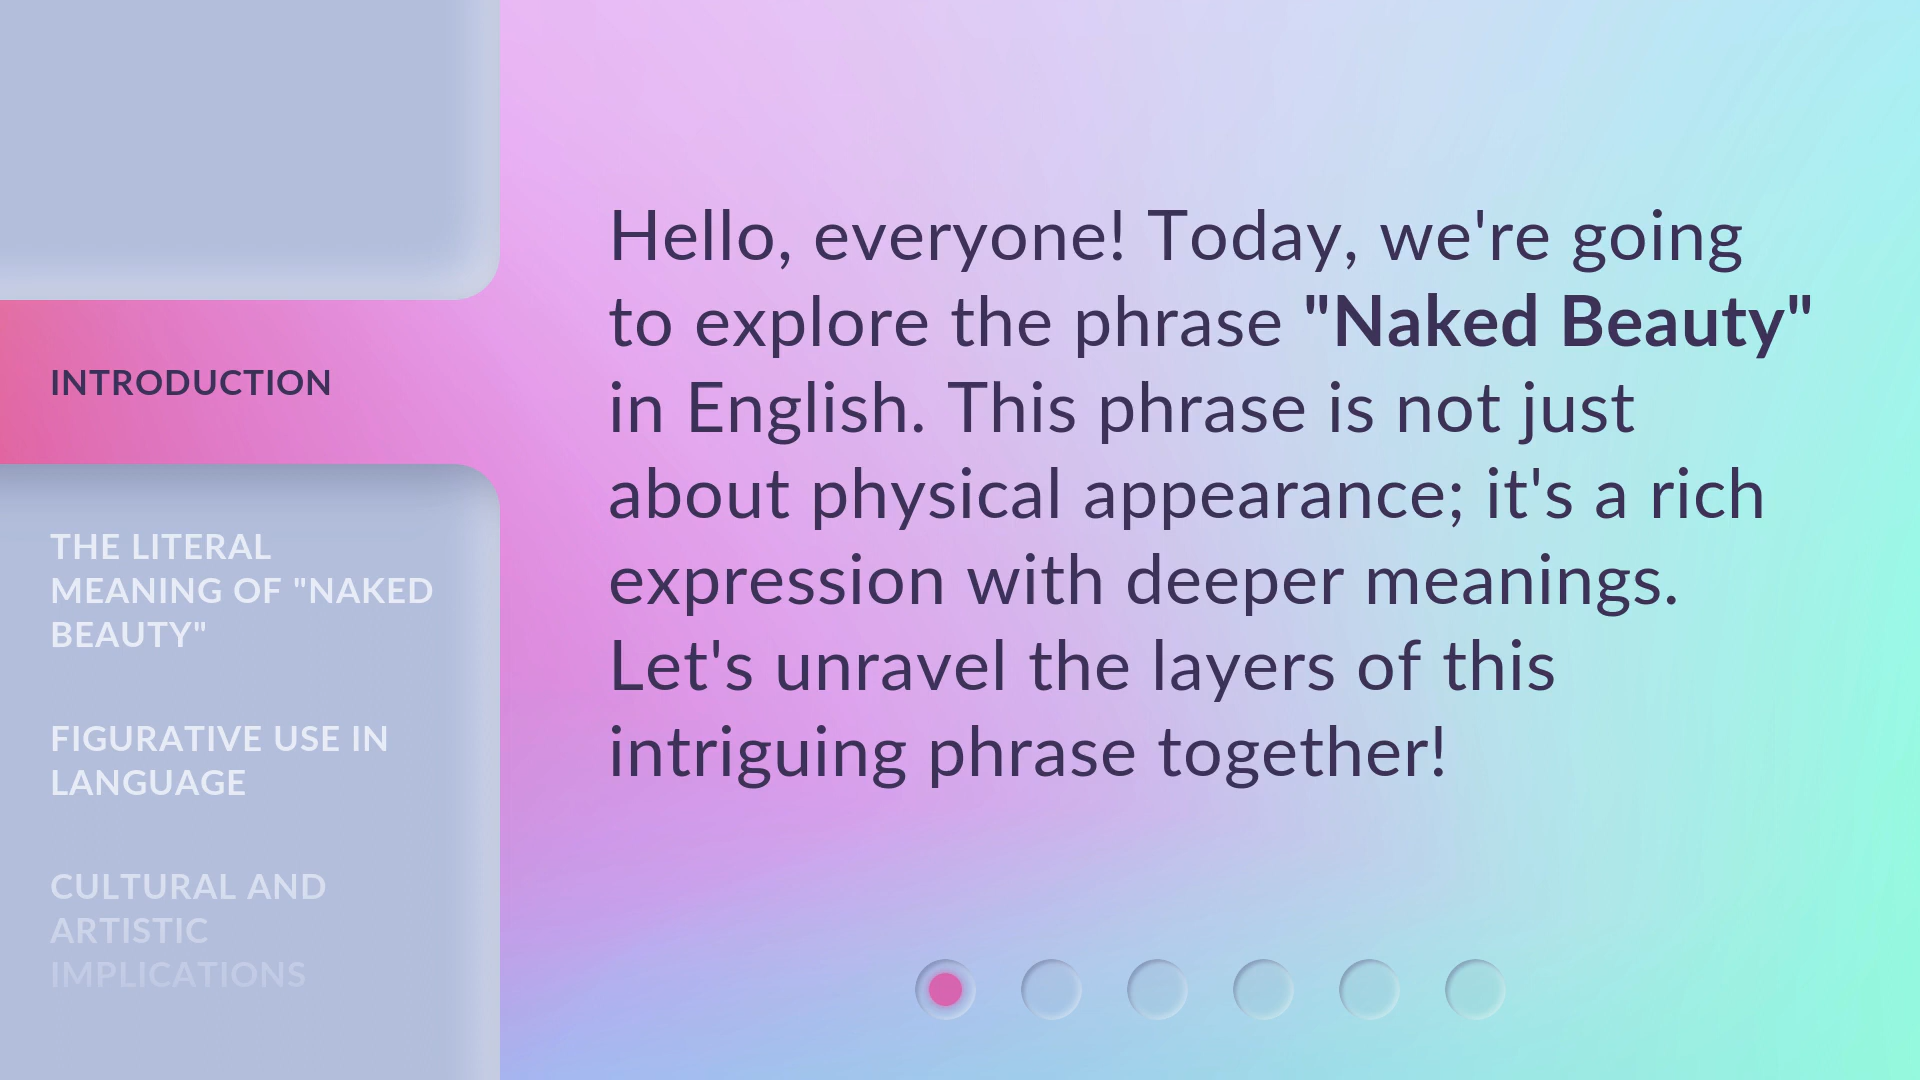 INTRODUCTION
THE LITERAL
MEANING OF "NAKED
BEAUTY"
FIGURATIVE USE IN
LANGUAGE
CULTURAL AND
ARTISTIC
IMPLICATIONS
Hello, everyone! Today, we're going
to explore the phrase "Naked Beauty"
in English. This phrase is not just
about physical appearance; it's a rich
expression with deeper meanings.
Let's unravel the layers of this
intriguing phrase together!